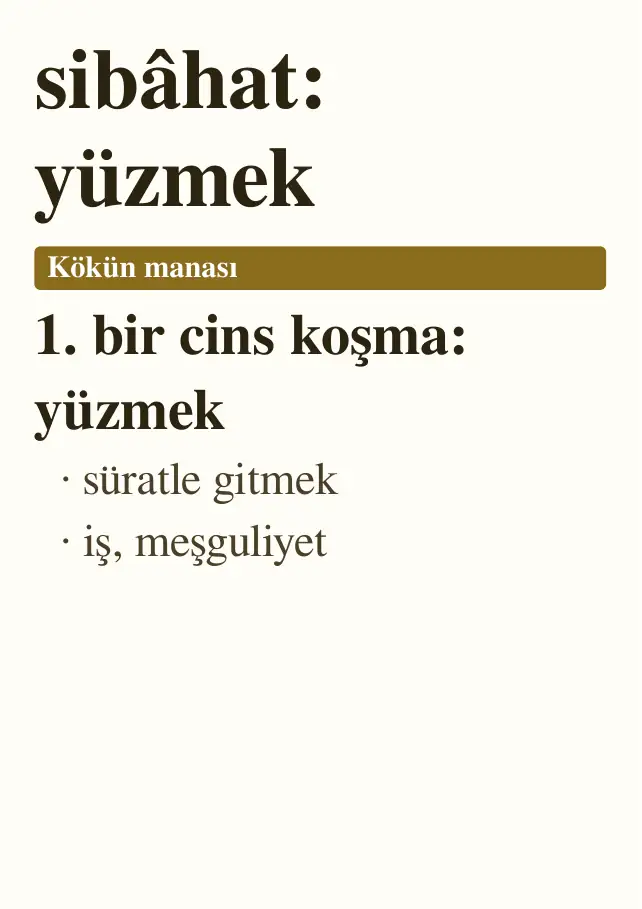 sibâhat:
yüzmek
Kökün manası
1. bir cins koşma:
yüzmek
· süratle gitmek
· iş, meşguliyet